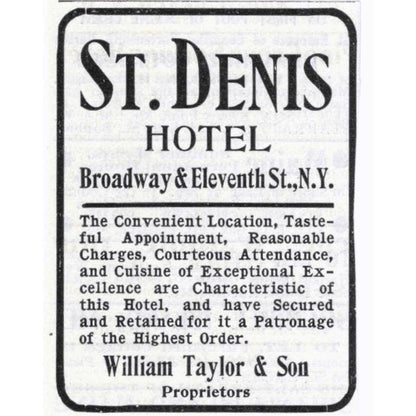 ST. DENIS
HOTEL
Broadway & Eleventh St., N.Y.
The Convenient Location, Taste-
ful Appointment, Reasonable
Charges, Courteous Attendance,
and Cuisine of Exceptional Ex-
cellence are Characteristic of
this Hotel, and have Secured
and Retained for it a Patronage
of the Highest Order.
William Taylor & Son
Proprietors